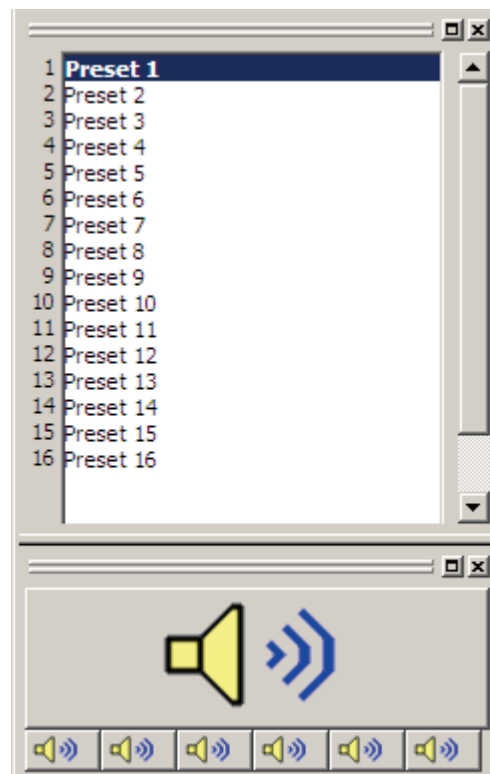 1 Preset 1
2 Preset 2
3 Preset 3
4 Preset 4
5 Preset 5
6 Preset 6
7 Preset 7
8 Preset 8
9 Preset 9
10 Preset 10
11 Preset 11
12 Preset 12
13 Preset 13
14 Preset 14
15 Preset 15
16 Preset 16